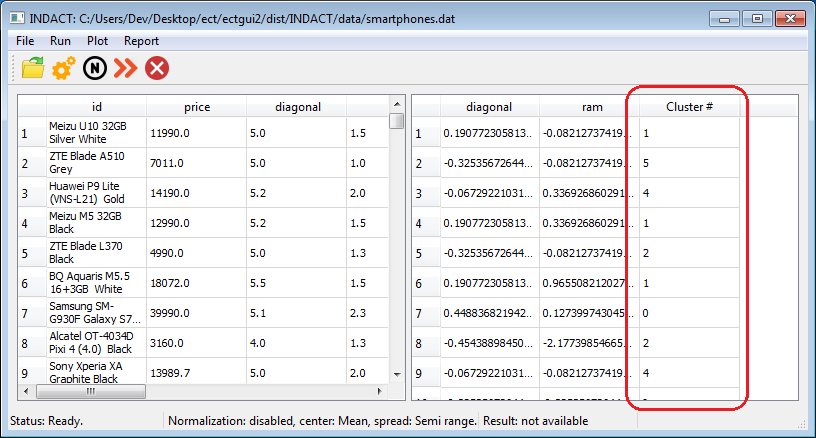 INDACT: C:/Users/Dev/Desktop/ect/ectgui2/dist/INDACT/data/smartphones.dat
File Run Plot Report
N
id price diagonal
1 Meizu U10 32GB Silver White 11990.0 5.0 1.5
2 ZTE Blade A510 Grey 7011.0 5.0 1.0
3 Huawei P9 Lite (VNS-L21) Gold 14190.0 5.2 2.0
4 Meizu M5 32GB Black 12990.0 5.2 1.5
5 ZTE Blade L370 Black 4990.0 5.0 1.3
6 BQ Aquaris M5.5 16+3GB White 18072.0 5.5 1.5
7 Samsung SM-G930F Galaxy S7... 39990.0 5.1 2.3
8 Alcatel OT-4034D Pixi 4 (4.0) Black 3160.0 4.0 1.3
9 Sony Xperia XA Graphite Black 13989.7 5.0 2.0
diagonal ram Cluster #
1 0.190772305813... -0.08212737419... 1
2 -0.32535672644... -0.08212737419... 5
3 -0.06729221031... 0.336926860291... 4
4 0.190772305813... 0.336926860291... 1
5 -0.32535672644... -0.08212737419... 2
6 0.190772305813... 0.965508212027... 1
7 0.448836821942... 0.127399743045... 0
8 -0.45438898450... -2.17739854665... 2
9 -0.06729221031... -0.08212737419... 4
Status: Ready. Normalization: disabled, center: Mean, spread: Semi range. Result: not available